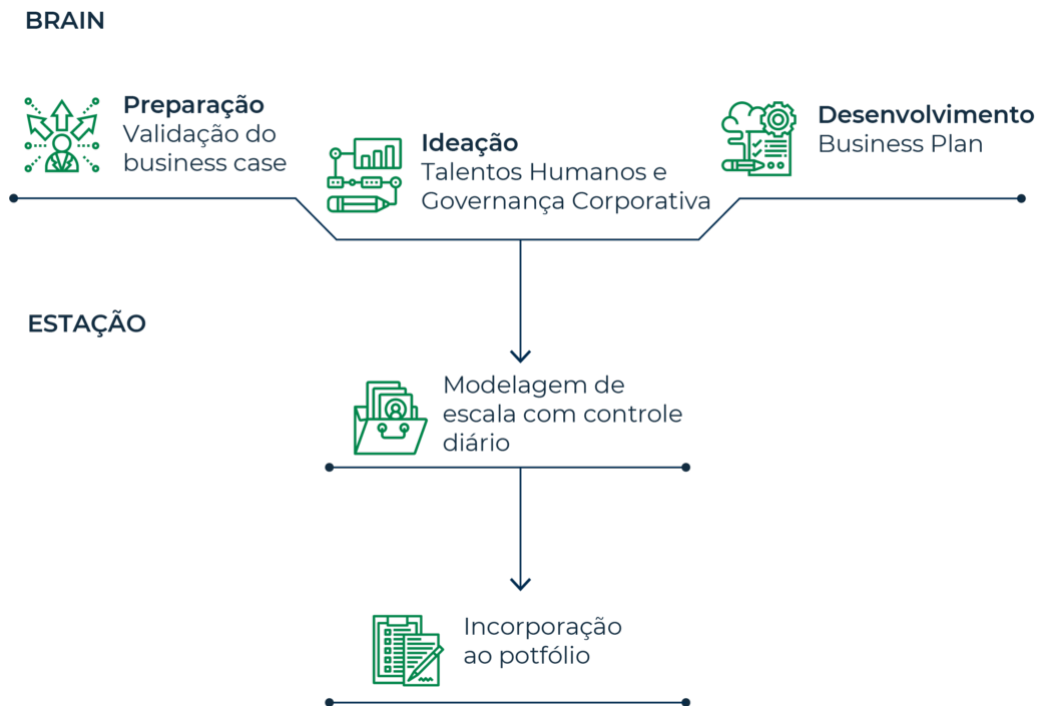 BRAIN
Preparação
Validação do
business case
Ideação
Talentos Humanos e
Governança Corporativa
Desenvolvimento
Business Plan
ESTAÇÃO
Modelagem de
escala com controle
diário
Incorporação
ao potfólio